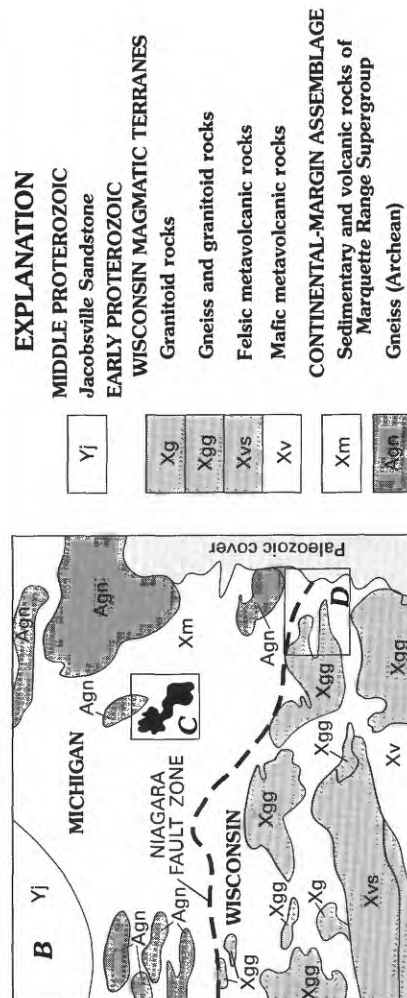 EXPLANATION
MIDDLE PROTEROZOIC
Yj
Jacobsville Sandstone
EARLY PROTEROZOIC
WISCONSIN MAGMATIC TERRANES
Xg
Granitoid rocks
Xgg
Gneiss and granitoid rocks
Xvs
Felsic metavolcanic rocks
Xv
Mafic metavolcanic rocks
CONTINENTAL-MARGIN ASSEMBLAGE
Xm
Sedimentary and volcanic rocks of
Marquette Range Supergroup
Agn
Gneiss (Archean)
B
Yj
Agn
Agn
MICHIGAN
Agn
Xm
C
Agn
Agn
NIAGARA
FAULT ZONE
Agn
Paleozoic cover
WISCONSIN
Xgg
Xgg
Xgg
D
Xgg
Xgg
Xg
Xgg
Xvs
Xv
Xgg